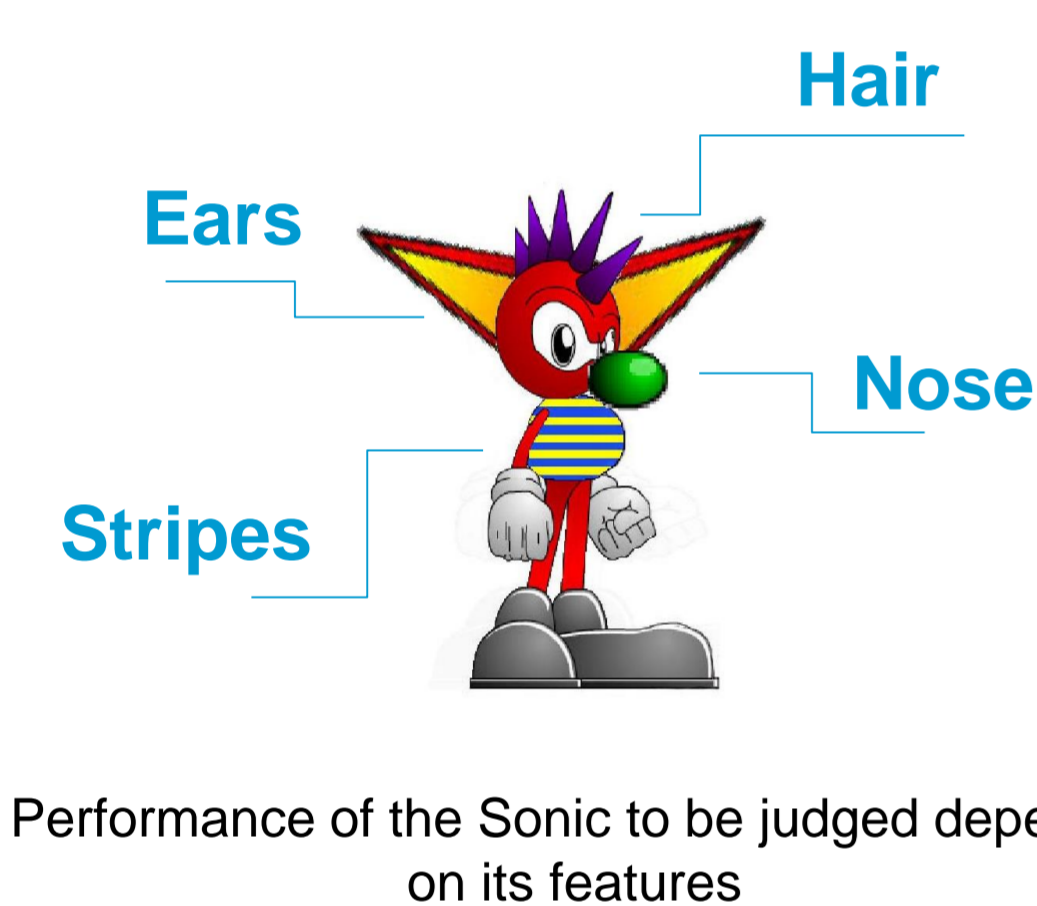 Hair
Ears
Nose
Stripes
Performance of the Sonic to be judged
on its features